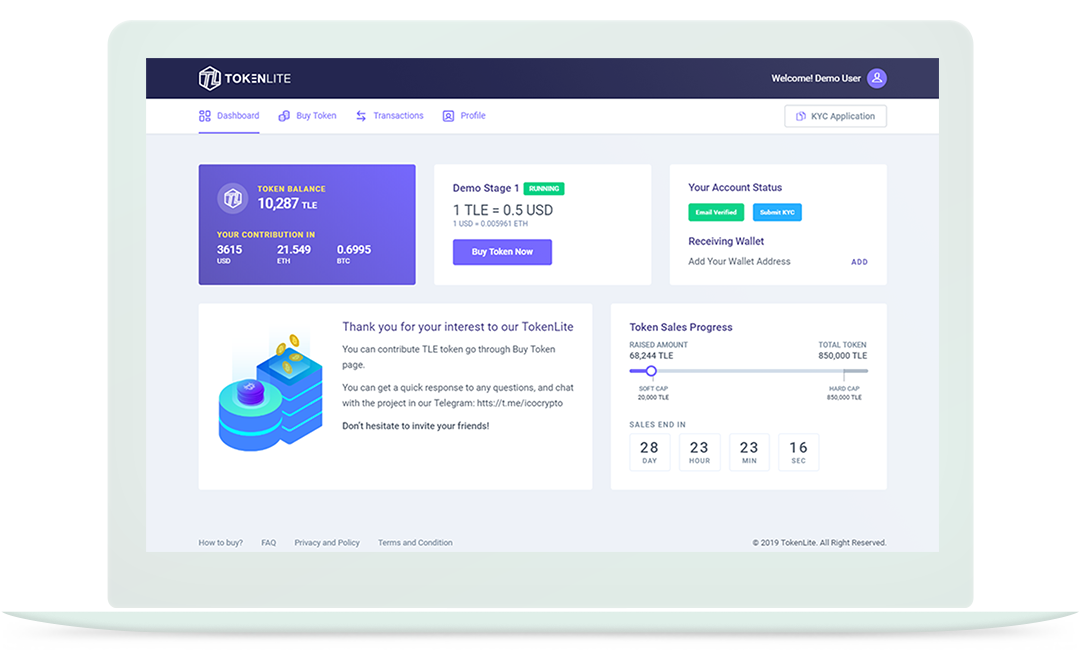 TOKENLITE
Welcome! Demo User
Dashboard
Buy Token
Transactions
Profile
KYC Application
TOKEN BALANCE
10,287 TLE
YOUR CONTRIBUTION IN
3615 21.549 0.6995
USD ETH BTC
Demo Stage 1 RUNNING
1 TLE = 0.5 USD
1 USD = 0.005961 ETH
Buy Token Now
Your Account Status
Email Verified Submit KYC
Receiving Wallet
Add Your Wallet Address ADD
Thank you for your interest to our TokenLite
You can contribute TLE token go through Buy Token
page.
You can get a quick response to any questions, and chat
with the project in our Telegram: htts://t.me/icocrypto
Don't hesitate to invite your friends!
Token Sales Progress
RAISED AMOUNT TOTAL TOKEN
68,244 TLE 850,000 TLE
SOFT CAP HARD CAP
20,000 TLE 850,000 TLE
SALES END IN
28 23 23 16
DAY HOUR MIN SEC
How to buy? FAQ Privacy and Policy Terms and Condition
© 2019 TokenLite. All Right Reserved.